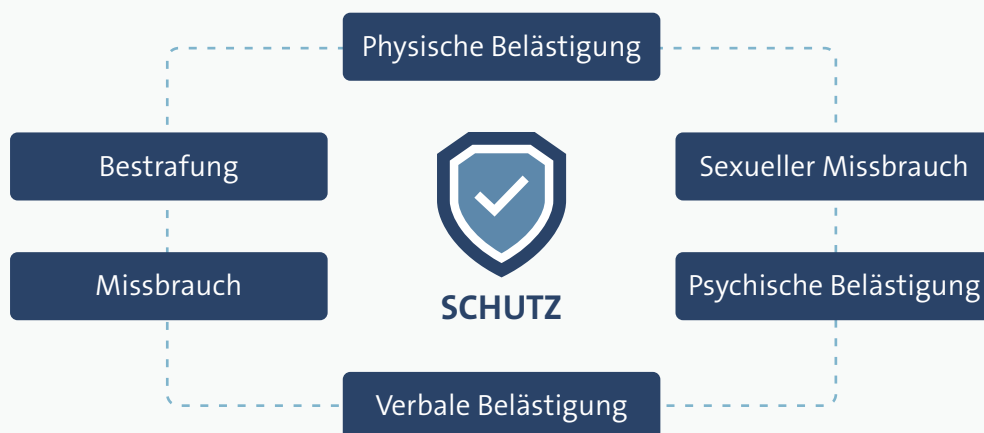 Physische Belästigung
Bestrafung
Sexueller Missbrauch
Missbrauch
Psychische Belästigung
SCHUTZ
Verbale Belästigung